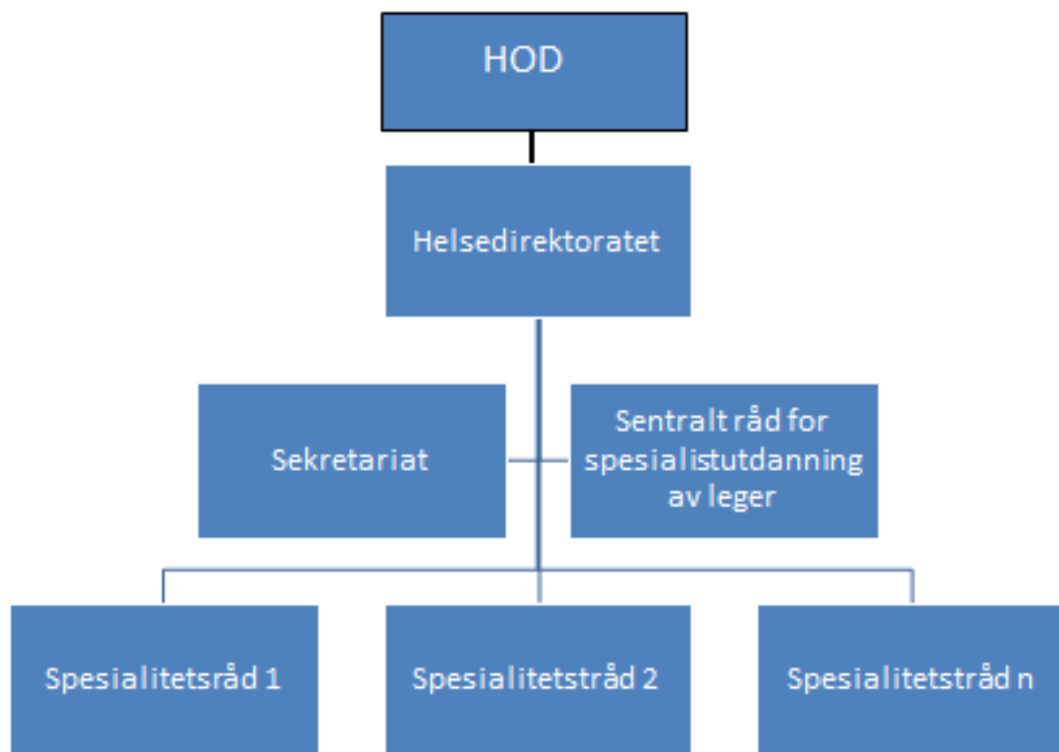 HOD
Helsedirektoratet
Sekretariat
Sentralt råd for
spesialistutdanning
av leger
Spesialitetsråd 1
Spesialitetstråd 2
Spesialitetstråd n